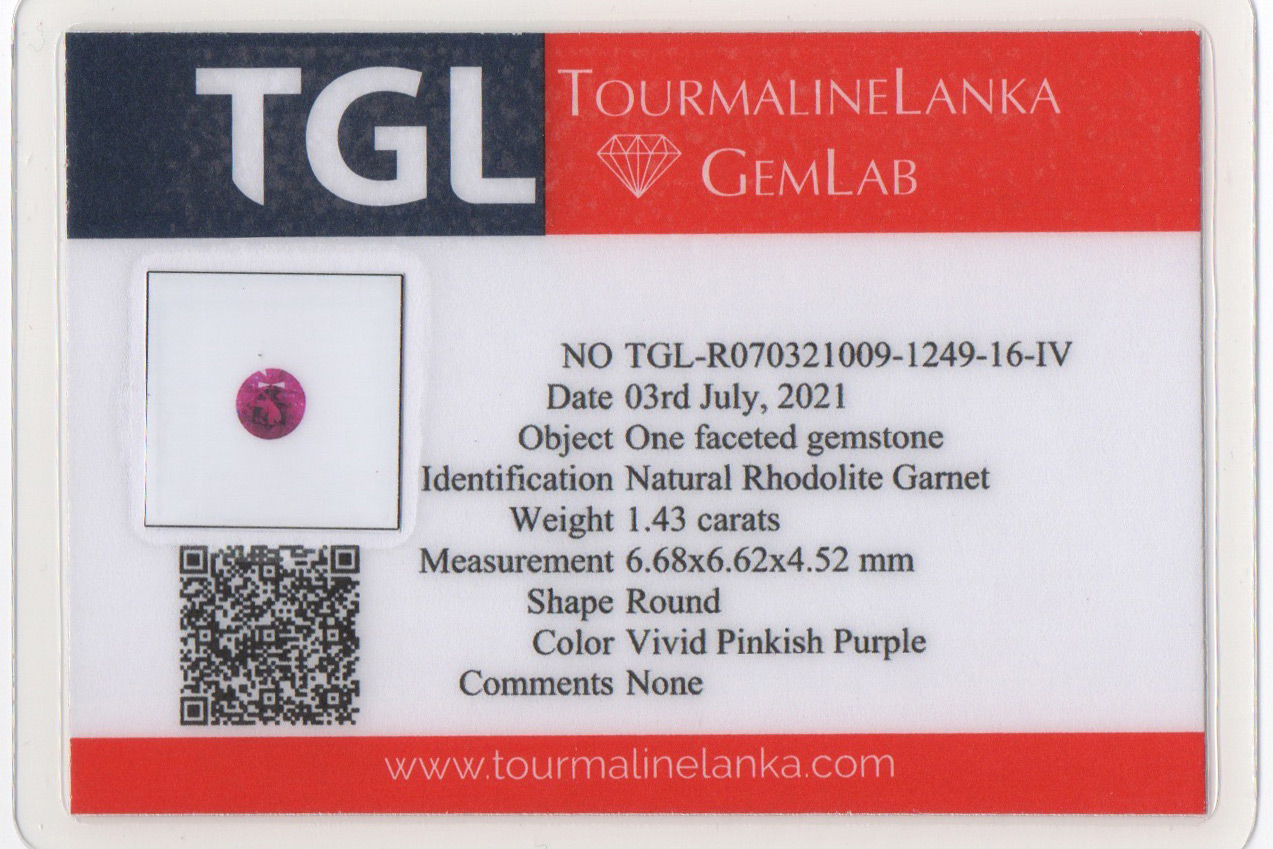 TGL
TOURMALINELANKA
GEMLAB
NO TGL-R070321009-1249-16-IV
Date 03rd July, 2021
Object One faceted gemstone
Identification Natural Rhodolite Garnet
Weight 1.43 carats
Measurement 6.68x6.62x4.52 mm
Shape Round
Color Vivid Pinkish Purple
Comments None
www.tourmalinelanka.com